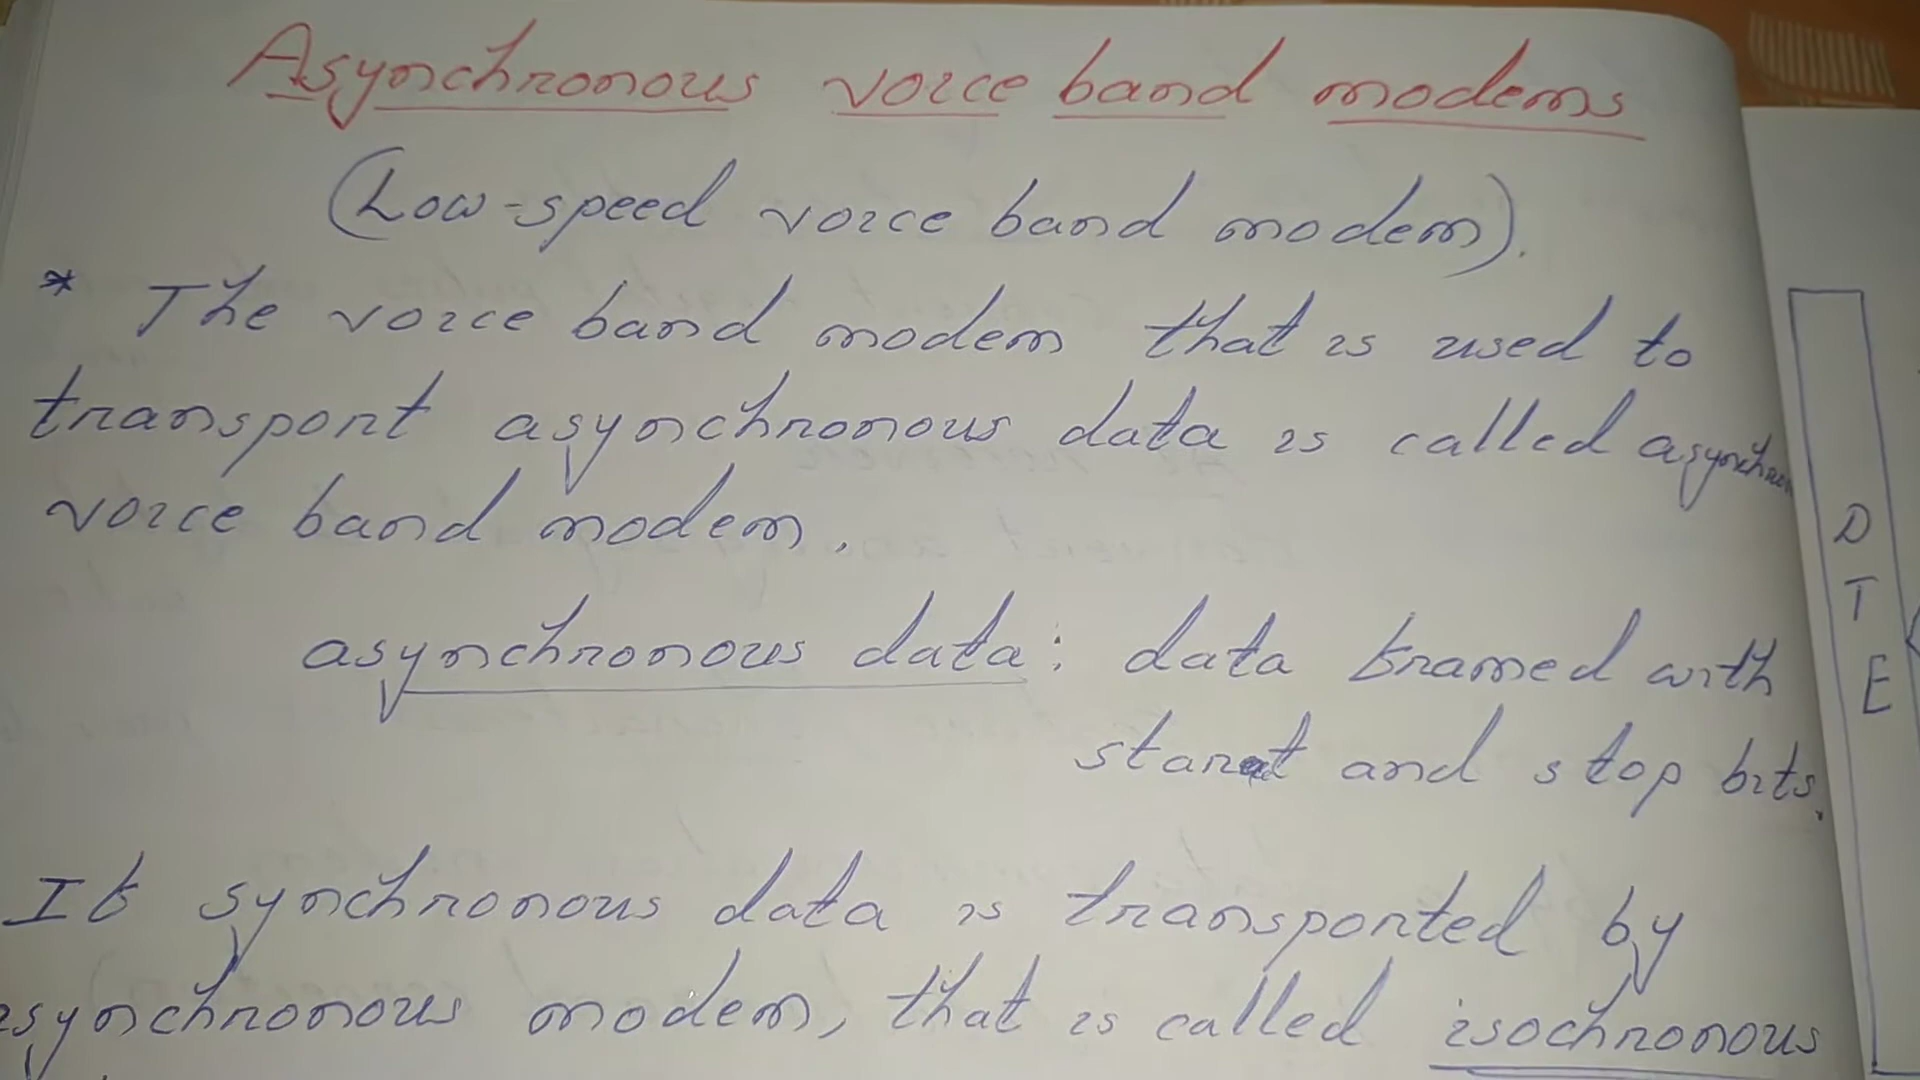 Asynchronous voice band modems
(Low-speed voice band modem).
* The voice band modem that is used to
transport asynchronous data is called asynchron
voice band modem.
asynchronous data: data framed with
start and stop bits.
If synchronous data is transported by
asynchronous modem, that is called isochronous
D
T
E